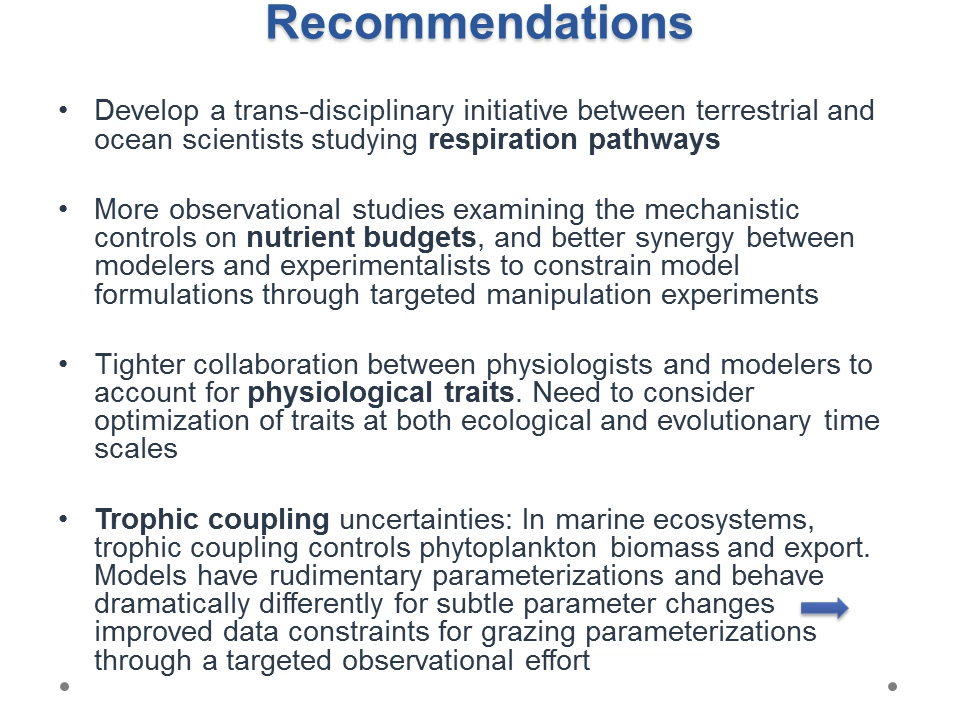 Recommendations
• Develop a trans-disciplinary initiative between terrestrial and
ocean scientists studying respiration pathways
• More observational studies examining the mechanistic
controls on nutrient budgets, and better synergy between
modelers and experimentalists to constrain model
formulations through targeted manipulation experiments
• Tighter collaboration between physiologists and modelers to
account for physiological traits. Need to consider
optimization of traits at both ecological and evolutionary time
scales
• Trophic coupling uncertainties: In marine ecosystems,
trophic coupling controls phytoplankton biomass and export.
Models have rudimentary parameterizations and behave
dramatically differently for subtle parameter changes
improved data constraints for grazing parameterizations
through a targeted observational effort